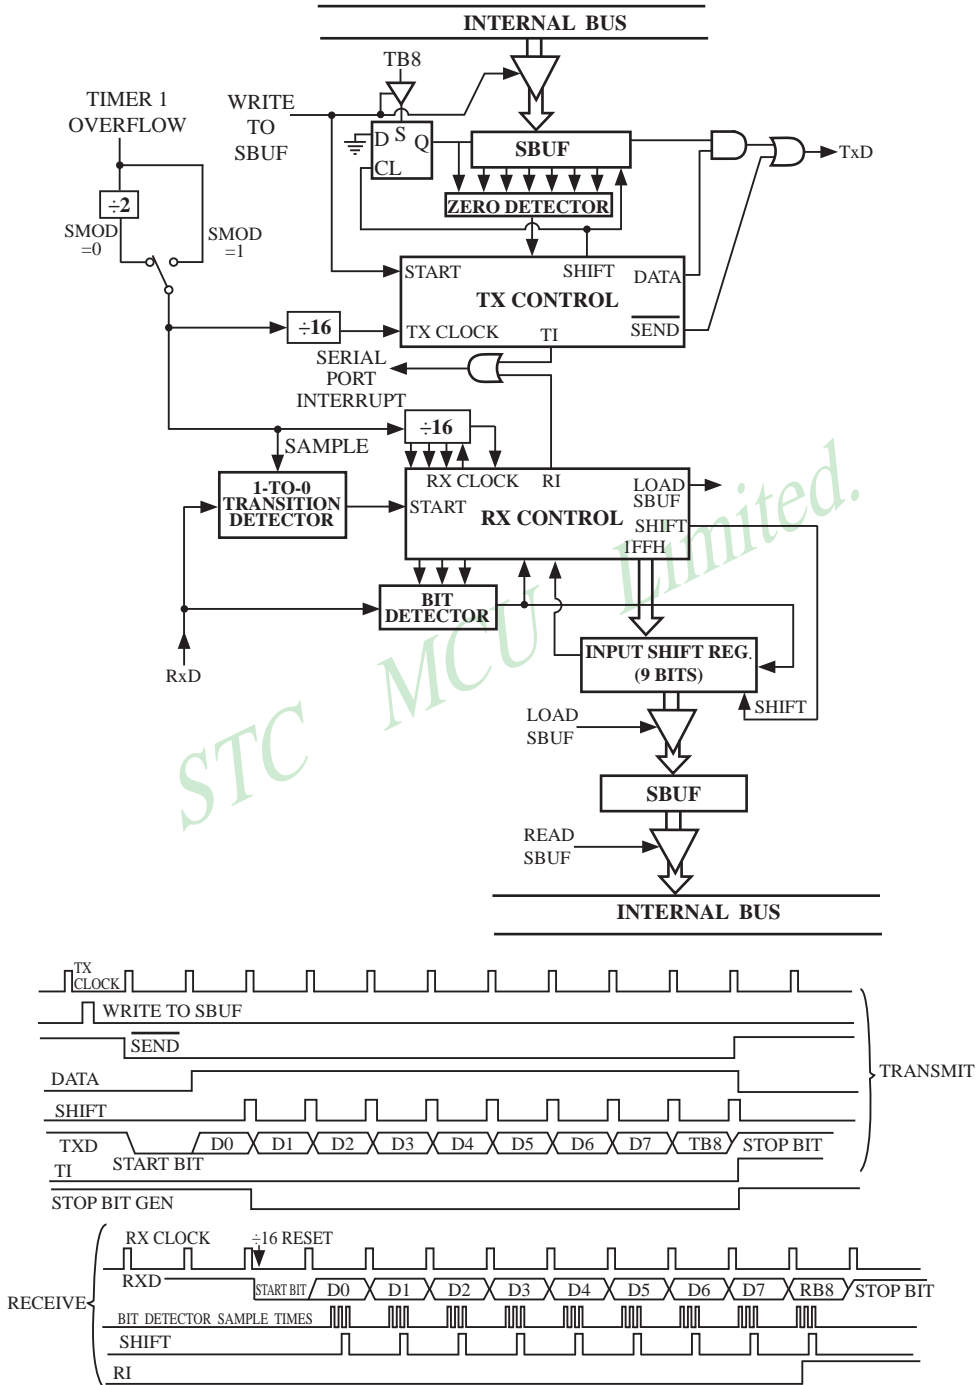 INTERNAL BUS
TB8
TIMER 1
OVERFLOW
WRITE
TO
SBUF
D S Q
CL
SBUF
TxD
÷2
ZERO DETECTOR
SMOD
=0
SMOD
=1
START
SHIFT
DATA
TX CONTROL
÷16
TX CLOCK
TI
SEND
SERIAL
PORT
INTERRUPT
÷16
SAMPLE
RX CLOCK
RI
LOAD
SBUF
1-TO-0
TRANSITION
DETECTOR
START
RX CONTROL
SHIFT
1FFH
BIT
DETECTOR
RxD
INPUT SHIFT REG.
(9 BITS)
SHIFT
LOAD
SBUF
SBUF
READ
SBUF
INTERNAL BUS
STC MCU Limited.
TX
CLOCK
WRITE TO SBUF
SEND
DATA
TRANSMIT
SHIFT
TXD
START BIT
D0 D1 D2 D3 D4 D5 D6 D7 TB8 STOP BIT
TI
STOP BIT GEN
RX CLOCK
÷16 RESET
RXD
START BIT D0 D1 D2 D3 D4 D5 D6 D7 RB8 STOP BIT
RECEIVE
BIT DETECTOR SAMPLE TIMES
SHIFT
RI